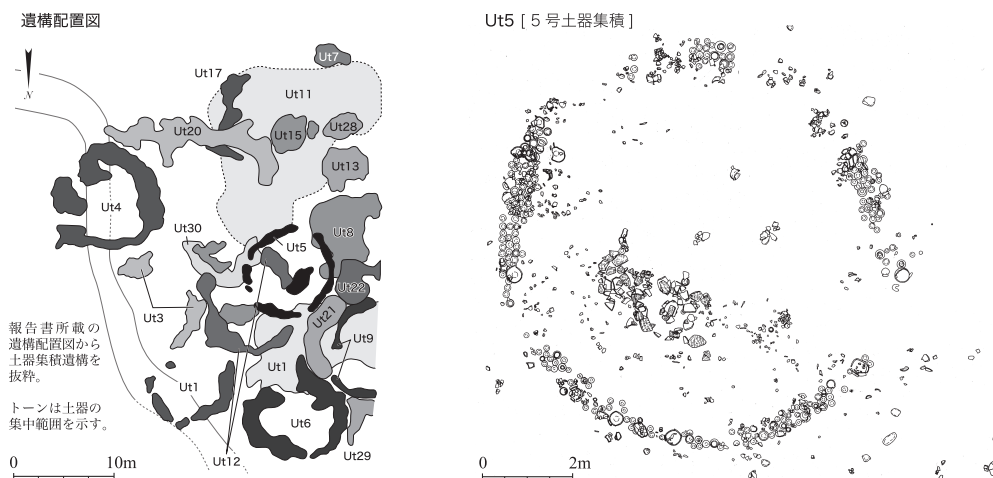 遺構配置図
N
Ut7
Ut17
Ut11
Ut20
Ut15
Ut28
Ut13
Ut4
Ut30
Ut5
Ut8
Ut22
Ut3
Ut21
Ut9
報告書所載の
遺構配置図から
土器集積遺構を
抜粋。
Ut1
Ut1
トーンは土器の
集中範囲を示す。
Ut6
Ut12
Ut29
0 10m
Ut5 [ 5 号土器集積 ]
0 2m